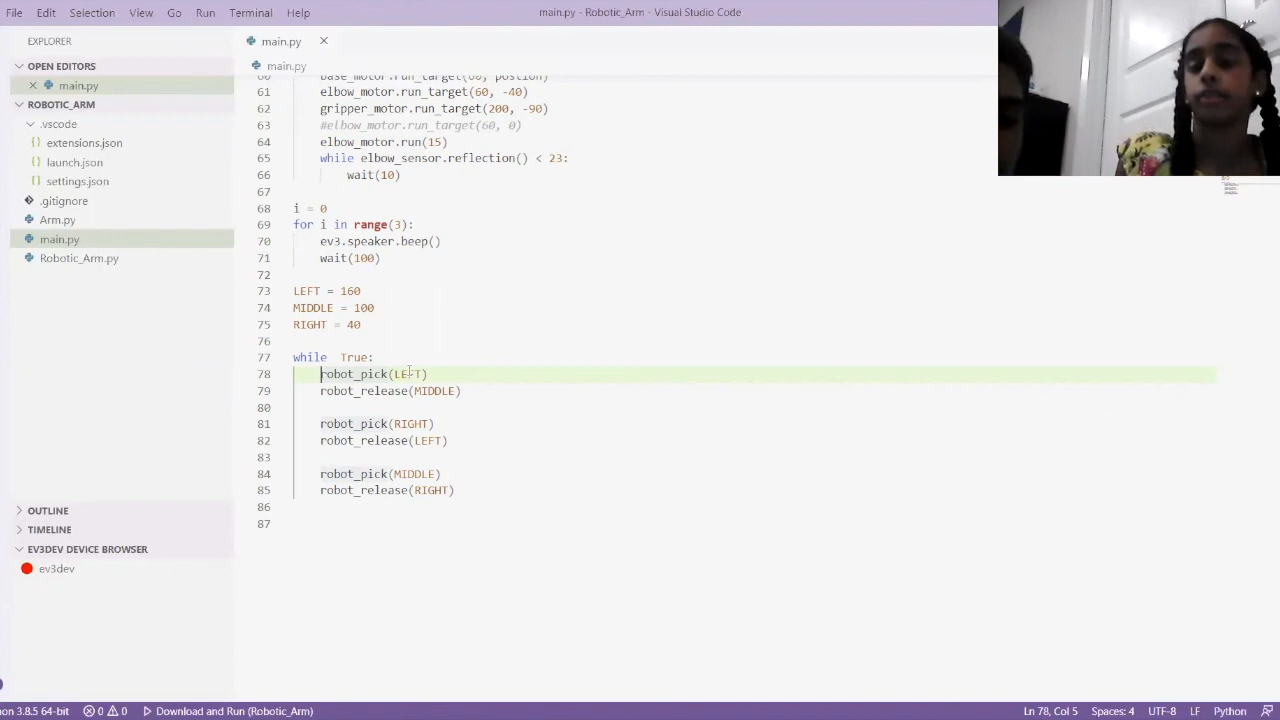 File Edit Selection View Go Run Terminal Help
main.py - Robotic_Arm - Visual Studio Code
EXPLORER
OPEN EDITORS
main.py
ROBOTIC_ARM
.vscode
extensions.json
launch.json
settings.json
.gitignore
Arm.py
main.py
Robotic_Arm.py
OUTLINE
TIMELINE
EV3DEV DEVICE BROWSER
ev3dev
main.py
main.py
60 base_motor.run_target(60, postion)
61 elbow_motor.run_target(60, -40)
62 gripper_motor.run_target(200, -90)
63 #elbow_motor.run_target(60, 0)
64 elbow_motor.run(15)
65 while elbow_sensor.reflection() < 23:
66 wait(10)
67
68 i = 0
69 for i in range(3):
70 ev3.speaker.beep()
71 wait(100)
72
73 LEFT = 160
74 MIDDLE = 100
75 RIGHT = 40
76
77 while  True:
78 robot_pick(LEFT)
79 robot_release(MIDDLE)
80
81 robot_pick(RIGHT)
82 robot_release(LEFT)
83
84 robot_pick(MIDDLE)
85 robot_release(RIGHT)
86
87
on 3.8.5 64-bit 0 0 Download and Run (Robotic_Arm) Ln 78, Col 5 Spaces: 4 UTF-8 LF Python